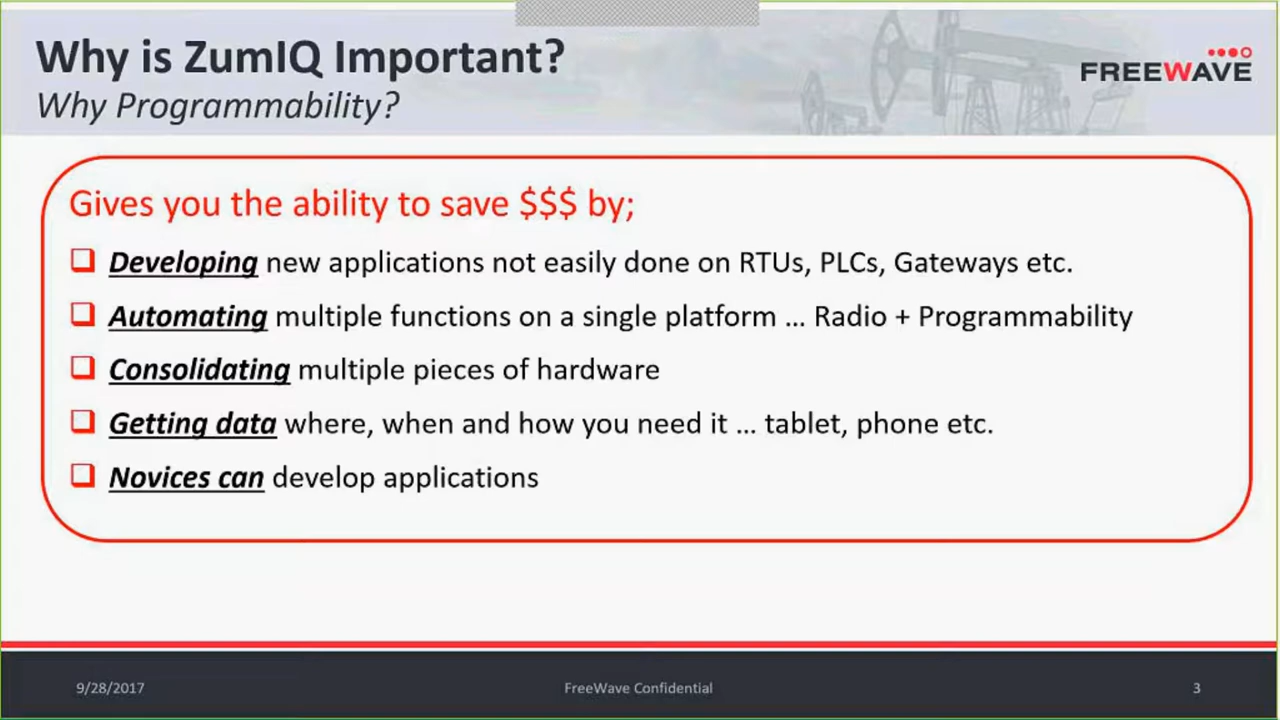 Why is ZumIQ Important?
Why Programmability?
FREEWAVE
Gives you the ability to save $$$ by;
Developing new applications not easily done on RTUs, PLCs, Gateways etc.
Automating multiple functions on a single platform … Radio + Programmability
Consolidating multiple pieces of hardware
Getting data where, when and how you need it … tablet, phone etc.
Novices can develop applications
9/28/2017
FreeWave Confidential
3